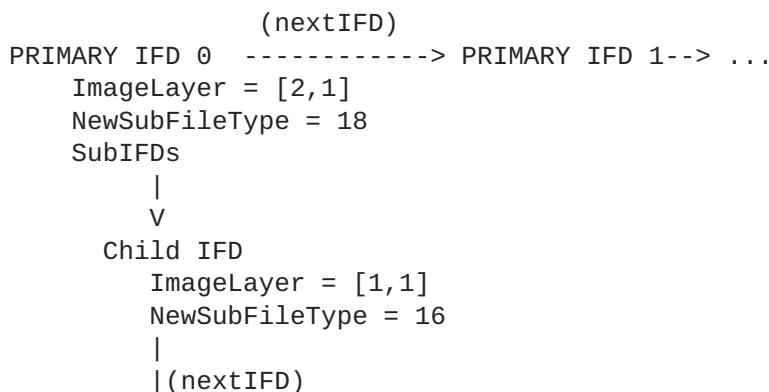 (nextIFD)
PRIMARY IFD 0 ------------> PRIMARY IFD 1--> ...
ImageLayer = [2,1]
NewSubFileType = 18
SubIFDs
|
V
Child IFD
ImageLayer = [1,1]
NewSubFileType = 16
|
|(nextIFD)